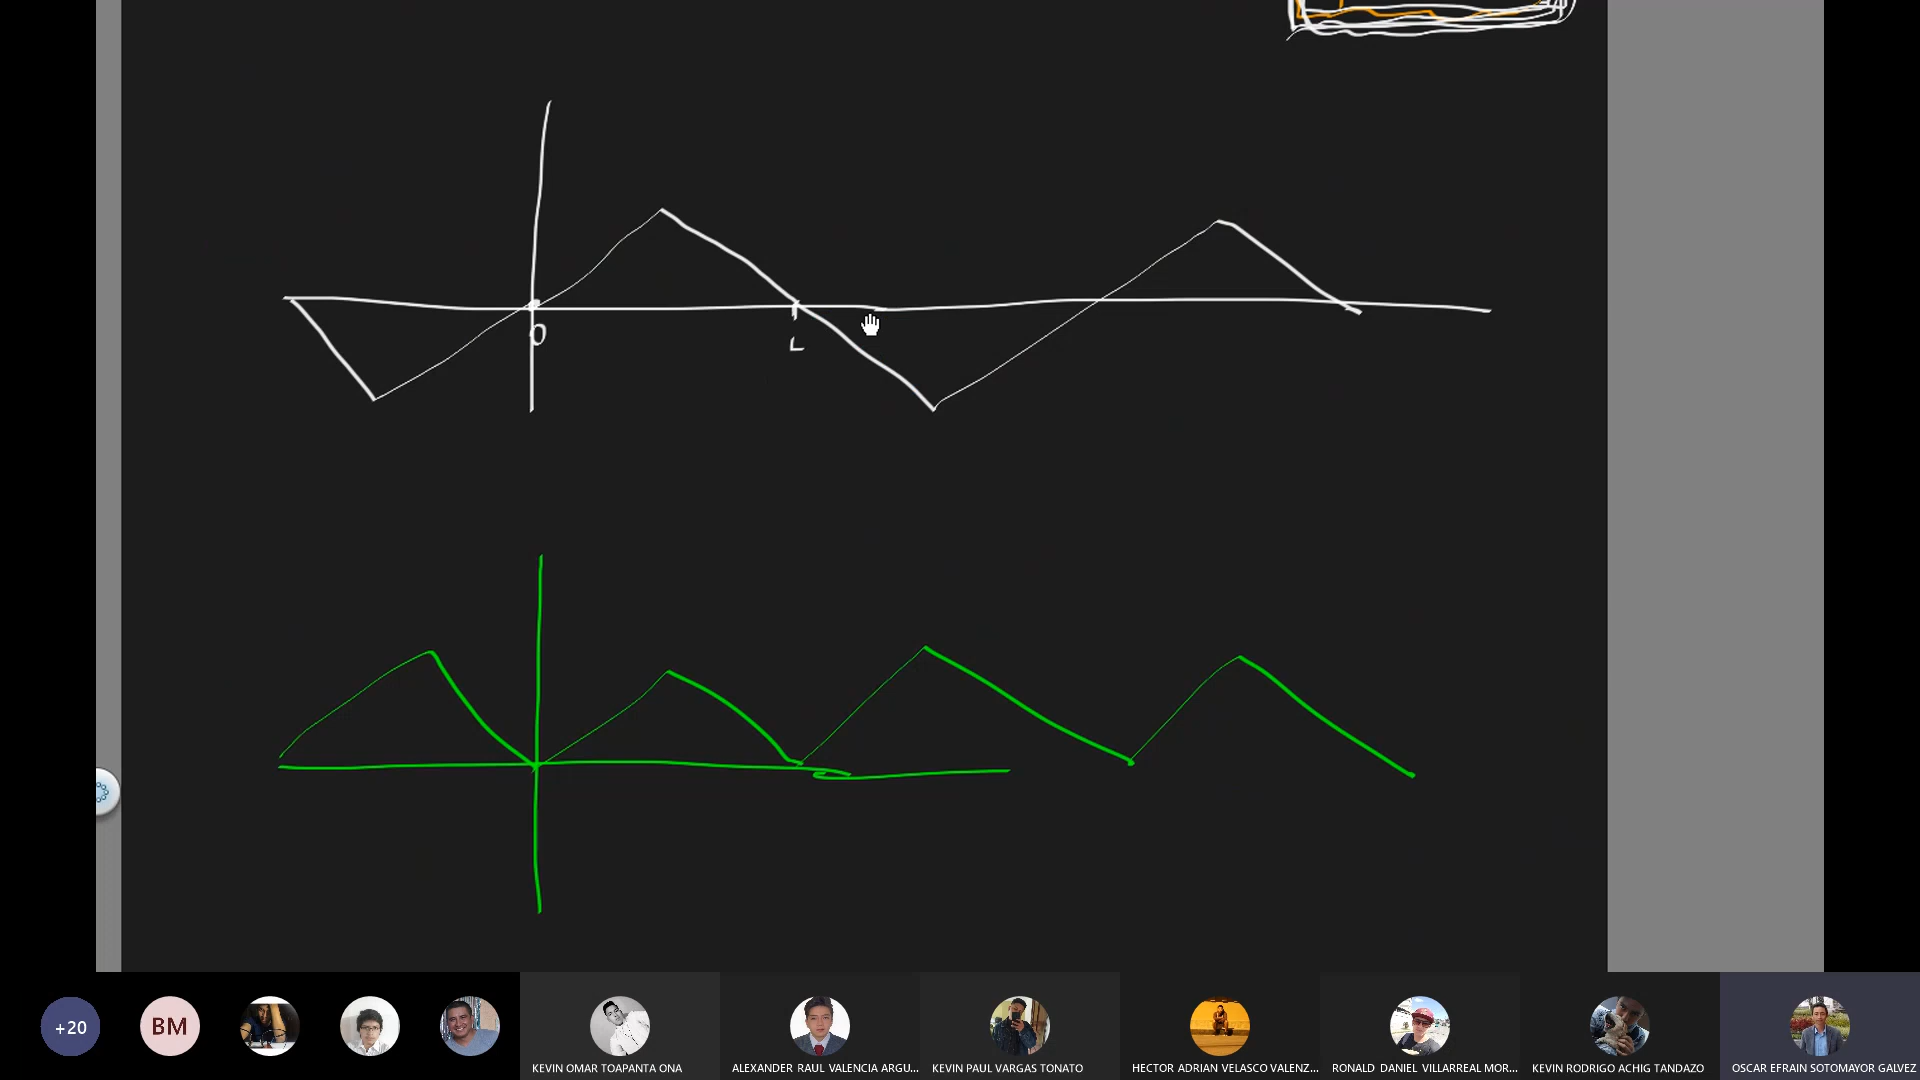 0
L
+20
BM
KEVIN OMAR TOAPANTA ONA
ALEXANDER RAUL VALENCIA ARGU...
KEVIN PAUL VARGAS TONATO
HECTOR ADRIAN VELASCO VALENZ...
RONALD DANIEL VILLARREAL MOR...
KEVIN RODRIGO ACHIG TANDAZO
OSCAR EFRAIN SOTOMAYOR GALVEZ